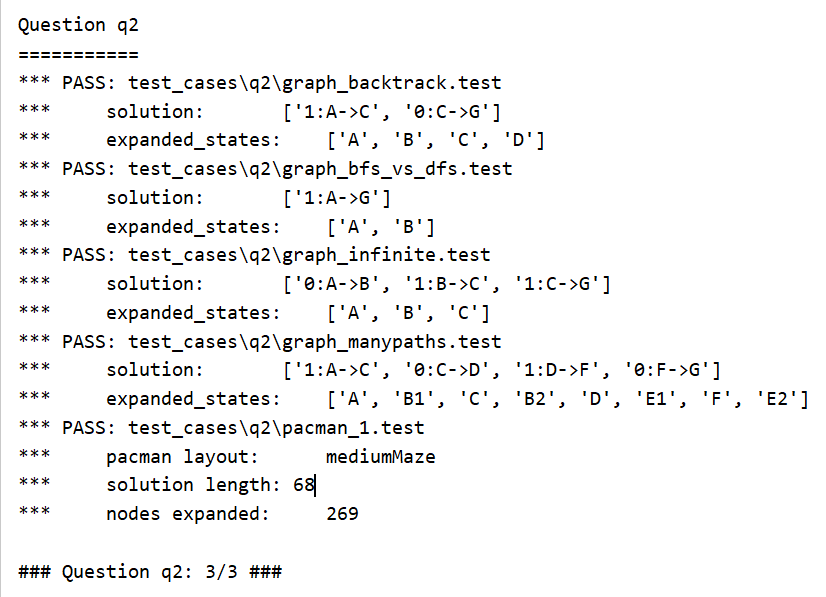 Question q2
===========
*** PASS: test_cases\q2\graph_backtrack.test
***     solution:       ['1:A->C', '0:C->G']
***     expanded_states:    ['A', 'B', 'C', 'D']
*** PASS: test_cases\q2\graph_bfs_vs_dfs.test
***     solution:       ['1:A->G']
***     expanded_states:    ['A', 'B']
*** PASS: test_cases\q2\graph_infinite.test
***     solution:       ['0:A->B', '1:B->C', '1:C->G']
***     expanded_states:    ['A', 'B', 'C']
*** PASS: test_cases\q2\graph_manypaths.test
***     solution:       ['1:A->C', '0:C->D', '1:D->F', '0:F->G']
***     expanded_states:    ['A', 'B1', 'C', 'B2', 'D', 'E1', 'F', 'E2']
*** PASS: test_cases\q2\pacman_1.test
***     pacman layout:      mediumMaze
***     solution length: 68
***     nodes expanded:     269
### Question q2: 3/3 ###